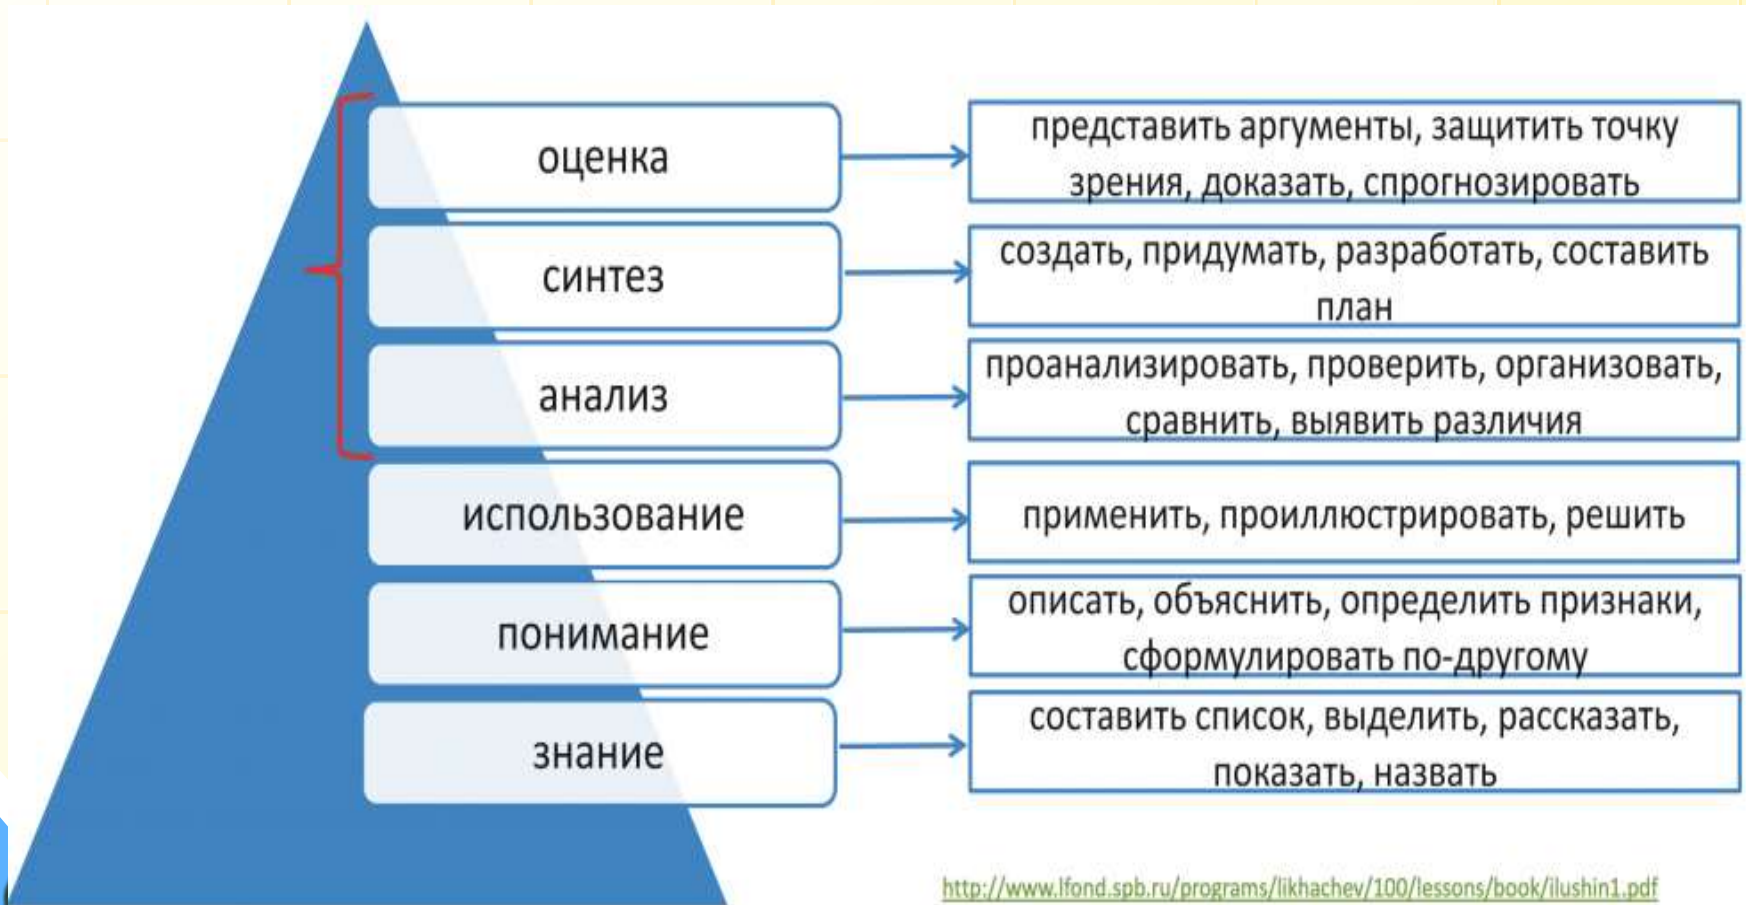 оценка
представить аргументы, защитить точку
зрения, доказать, спрогнозировать
синтез
создать, придумать, разработать, составить
план
анализ
проанализировать, проверить, организовать,
сравнить, выявить различия
использование
применить, проиллюстрировать, решить
понимание
описать, объяснить, определить признаки,
сформулировать по-другому
знание
составить список, выделить, рассказать,
показать, назвать
http://www.lfond.spb.ru/programs/likhachev/100/lessons/book/ilushin1.pdf